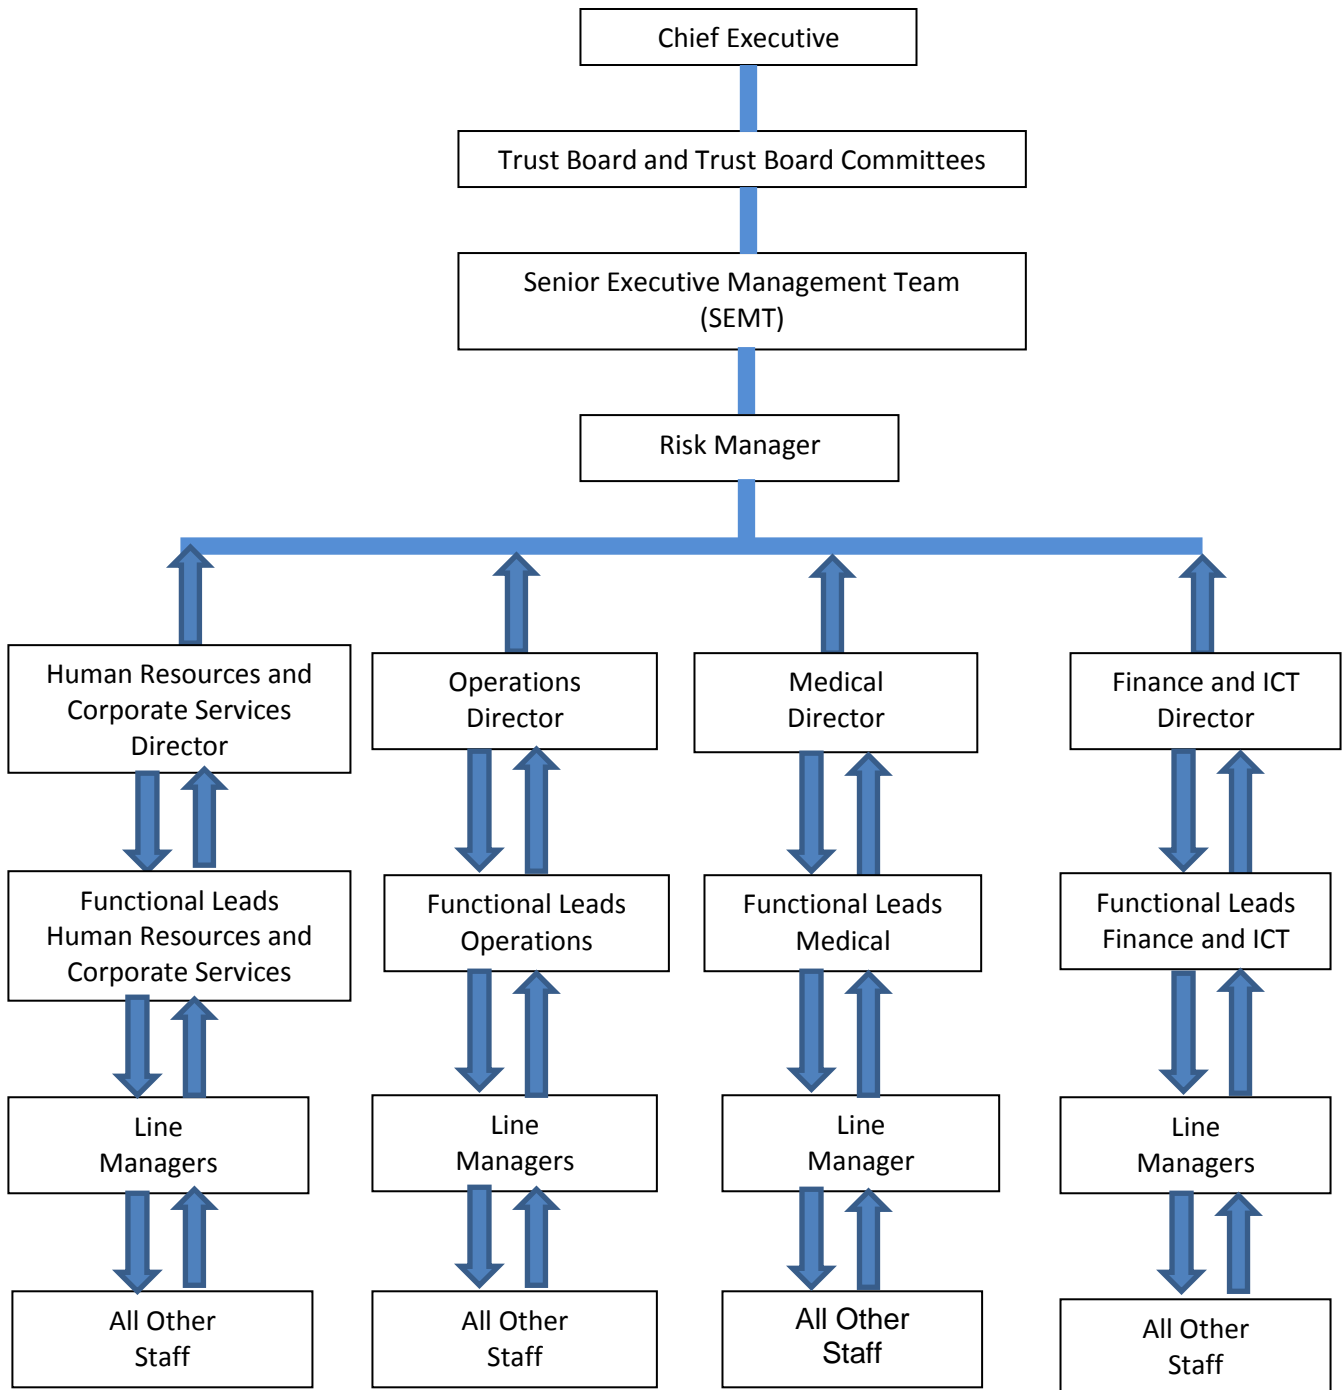 Chief Executive
Trust Board and Trust Board Committees
Senior Executive Management Team
(SEMT)
Risk Manager
Human Resources and
Corporate Services
Director
Operations
Director
Medical
Director
Finance and ICT
Director
Functional Leads
Human Resources and
Corporate Services
Functional Leads
Operations
Functional Leads
Medical
Functional Leads
Finance and ICT
Line
Managers
Line
Managers
Line
Manager
Line
Managers
All Other
Staff
All Other
Staff
All Other
Staff
All Other
Staff